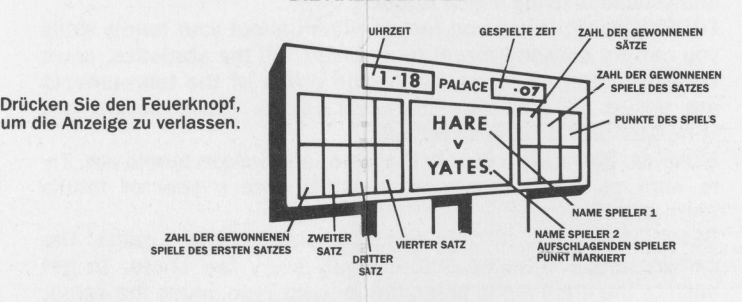 UHRZEIT
GESPIELTE ZEIT
ZAHL DER GEWONNENEN
SÄTZE
ZAHL DER GEWONNENEN
SPIELE DES SATZES
PUNKTE DES SPIELS
Drücken Sie den Feuerknopf,
um die Anzeige zu verlassen.
1·18 PALACE ·07
HARE
v
YATES.
NAME SPIELER 1
NAME SPIELER 2
AUFSCHLAGENDEN SPIELER
PUNKT MARKIERT
ZAHL DER GEWONNENEN
SPIELE DES ERSTEN SATZES
ZWEITER
SATZ
DRITTER
SATZ
VIERTER SATZ